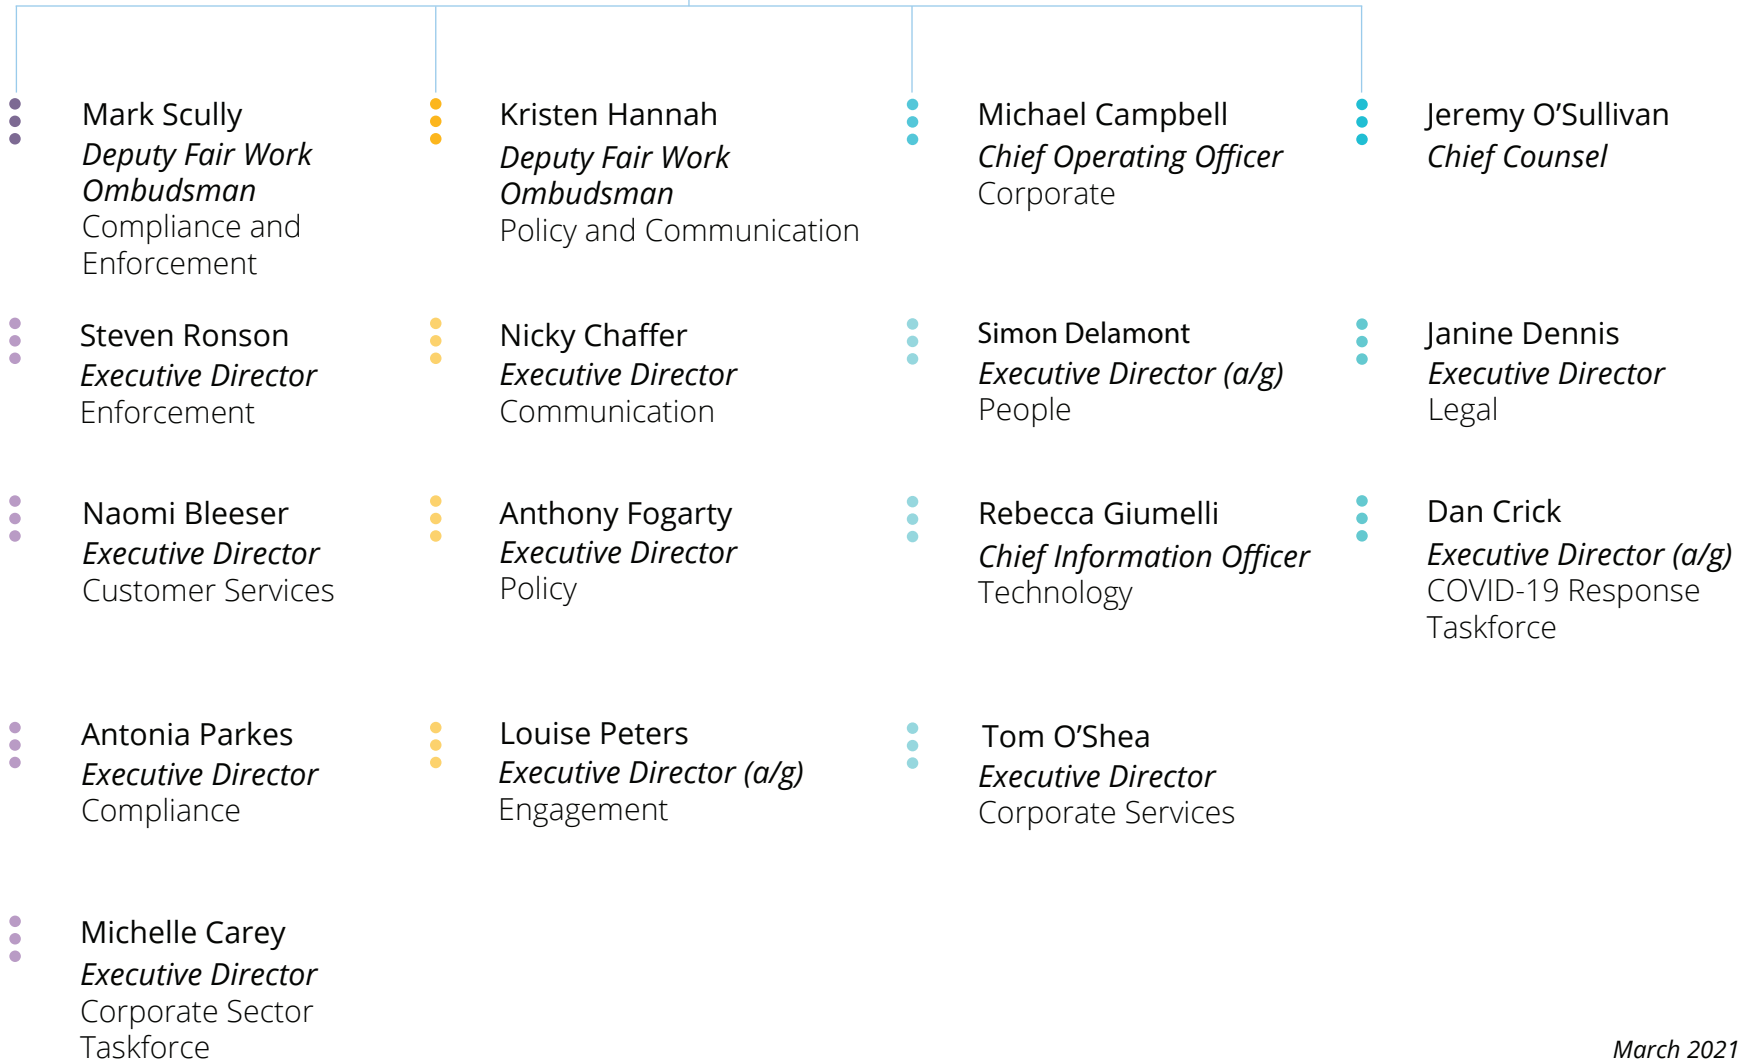 Mark Scully
Deputy Fair Work
Ombudsman
Compliance and
Enforcement
Steven Ronson
Executive Director
Enforcement
Naomi Bleeser
Executive Director
Customer Services
Antonia Parkes
Executive Director
Compliance
Michelle Carey
Executive Director
Corporate Sector
Taskforce
Kristen Hannah
Deputy Fair Work
Ombudsman
Policy and Communication
Nicky Chaffer
Executive Director
Communication
Anthony Fogarty
Executive Director
Policy
Louise Peters
Executive Director (a/g)
Engagement
Michael Campbell
Chief Operating Officer
Corporate
Simon Delamont
Executive Director (a/g)
People
Rebecca Giumelli
Chief Information Officer
Technology
Tom O’Shea
Executive Director
Corporate Services
Jeremy O’Sullivan
Chief Counsel
Janine Dennis
Executive Director
Legal
Dan Crick
Executive Director (a/g)
COVID-19 Response
Taskforce
March 2021